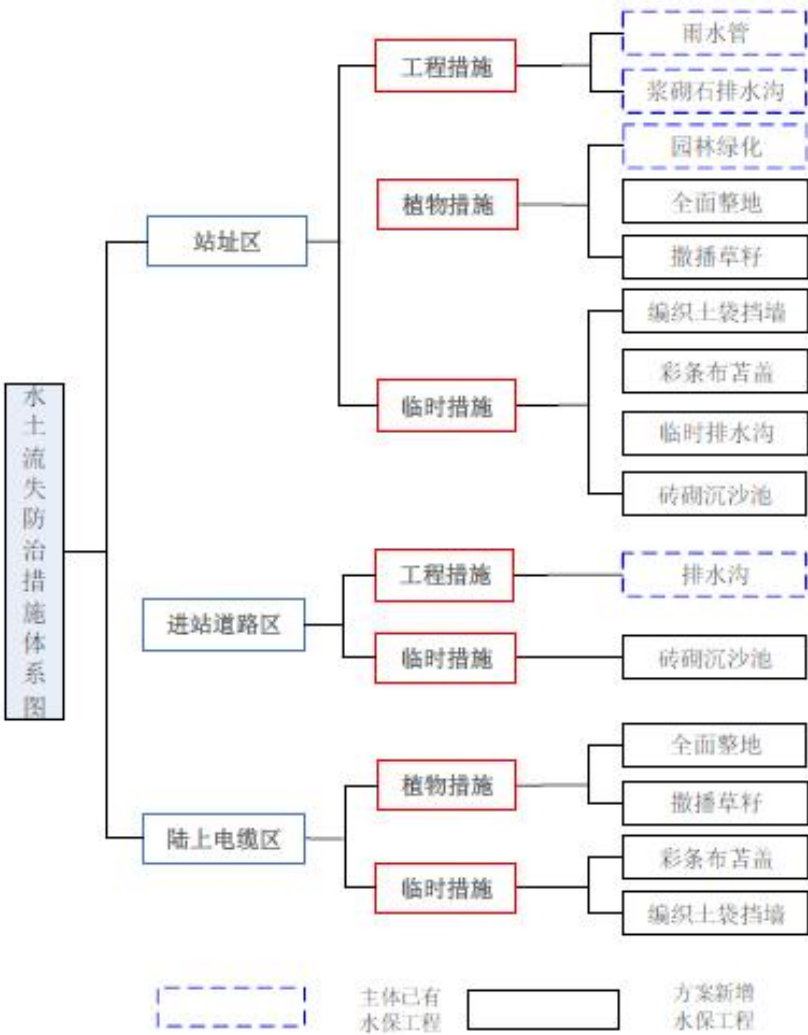 水土流失防治措施体系图
站址区
工程措施
雨水管
浆砌石排水沟
植物措施
园林绿化
全面整地
撒播草籽
临时措施
编织土袋挡墙
彩条布苫盖
临时排水沟
砖砌沉沙池
进站道路区
工程措施
排水沟
临时措施
砖砌沉沙池
陆上电缆区
植物措施
全面整地
撒播草籽
临时措施
彩条布苫盖
编织土袋挡墙
主体已有
水保工程
方案新增
水保工程